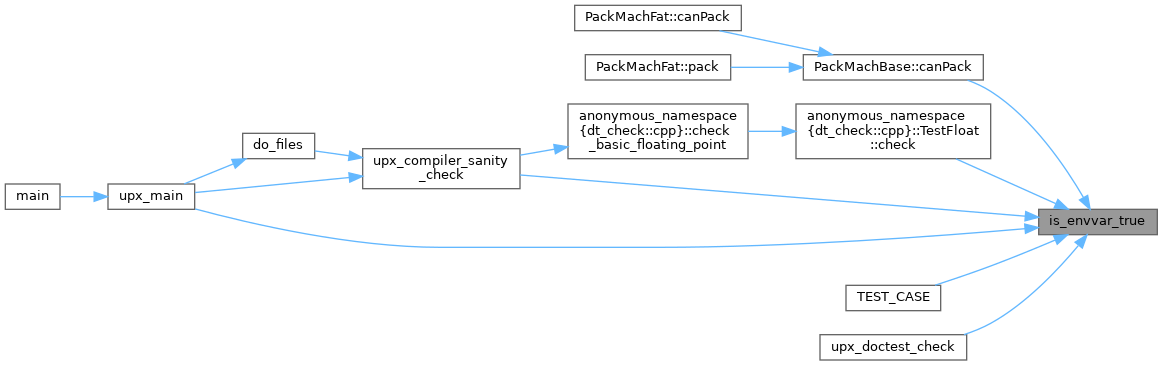 PackMachFat::canPack
PackMachFat::pack
PackMachBase::canPack
anonymous_namespace
{dt_check::cpp}::check
_basic_floating_point
anonymous_namespace
{dt_check::cpp}::TestFloat
::check
do_files
upx_compiler_sanity
_check
main
upx_main
is_envvar_true
TEST_CASE
upx_doctest_check